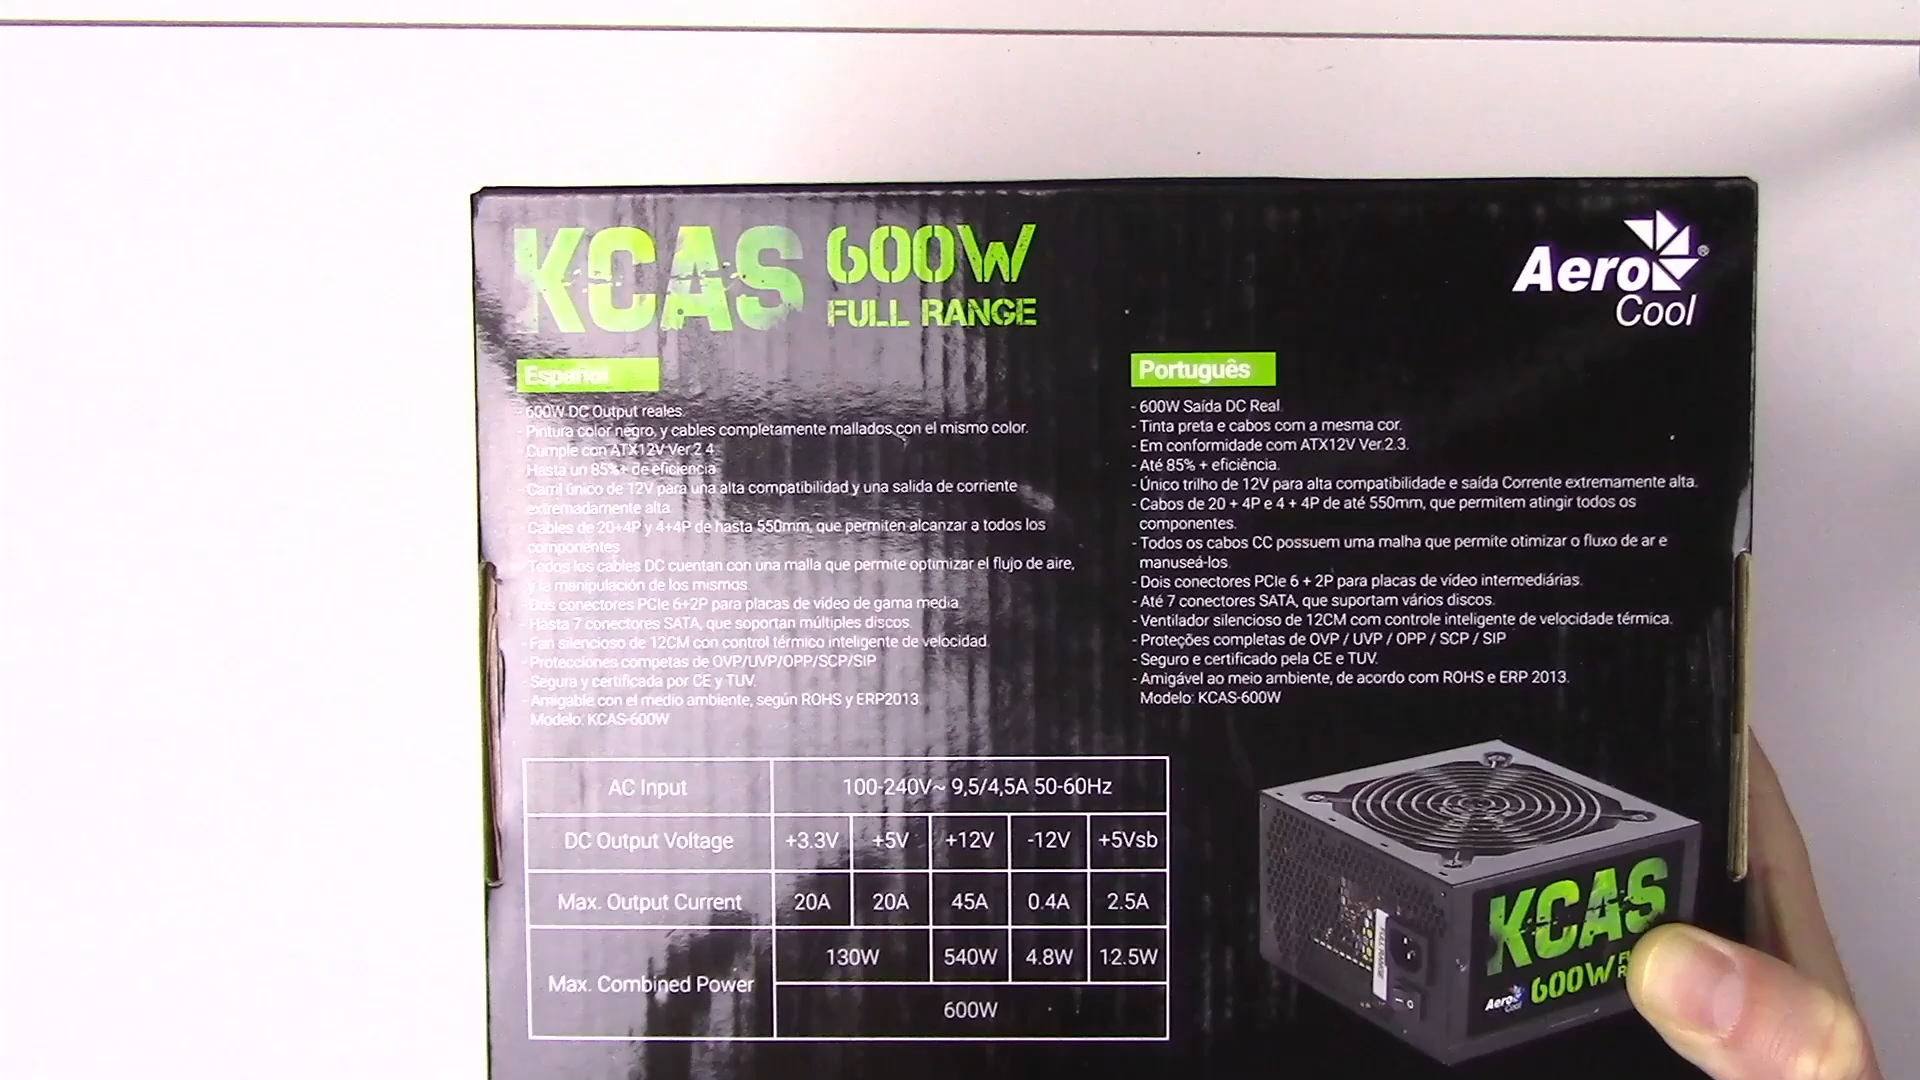 KCAS 600W
FULL RANGE
Aero
Cool
Español
- 600W DC Output reales.
- Pintura color negro, y cables completamente mallados con el mismo color.
- Cumple con ATX12V Ver.2.4
- Hasta un 85%+ de eficiencia
- Carril único de 12V para una alta compatibilidad y una salida de corriente
extremadamente alta.
- Cables de 20+4P y 4+4P de hasta 550mm, que permiten alcanzar a todos los
componentes
- Todos los cables DC cuentan con una malla que permite optimizar el flujo de aire,
y la manipulación de los mismos.
- Dos conectores PCIe 6+2P para placas de vídeo de gama media.
- Hasta 7 conectores SATA, que soportan múltiples discos.
- Fan silencioso de 12CM con control térmico inteligente de velocidad.
- Protecciones competas de OVP/UVP/OPP/SCP/SIP
- Segura y certificada por CE y TUV.
- Amigable con el medio ambiente, según ROHS y ERP2013.
Modelo: KCAS-600W
Português
- 600W Saída DC Real.
- Tinta preta e cabos com a mesma cor.
- Em conformidade com ATX12V Ver.2.3.
- Até 85% + eficiência.
- Único trilho de 12V para alta compatibilidade e saída Corrente extremamente alta.
- Cabos de 20 + 4P e 4 + 4P de até 550mm, que permitem atingir todos os
componentes.
- Todos os cabos CC possuem uma malha que permite otimizar o fluxo de ar e
manuseá-los.
- Dois conectores PCIe 6 + 2P para placas de vídeo intermediárias.
- Até 7 conectores SATA, que suportam vários discos.
- Ventilador silencioso de 12CM com controle inteligente de velocidade térmica.
- Proteções completas de OVP / UVP / OPP / SCP / SIP
- Seguro e certificado pela CE e TUV.
- Amigável ao meio ambiente, de acordo com ROHS e ERP 2013.
Modelo: KCAS-600W
AC Input 100-240V~ 9,5/4,5A 50-60Hz
DC Output Voltage +3.3V +5V +12V -12V +5Vsb
Max. Output Current 20A 20A 45A 0.4A 2.5A
Max. Combined Power 130W 540W 4.8W 12.5W
600W
FULL RANGE
KCAS
600W
Aero
Cool